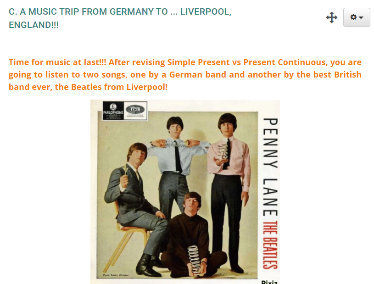 C. A MUSIC TRIP FROM GERMANY TO ... LIVERPOOL,
ENGLAND!!!
Time for music at last!!! After revising Simple Present vs Present Continuous, you are
going to listen to two songs, one by a German band and another by the best British
band ever, the Beatles from Liverpool!
PARLOPHONE
PENNY LANE
THE BEATLES